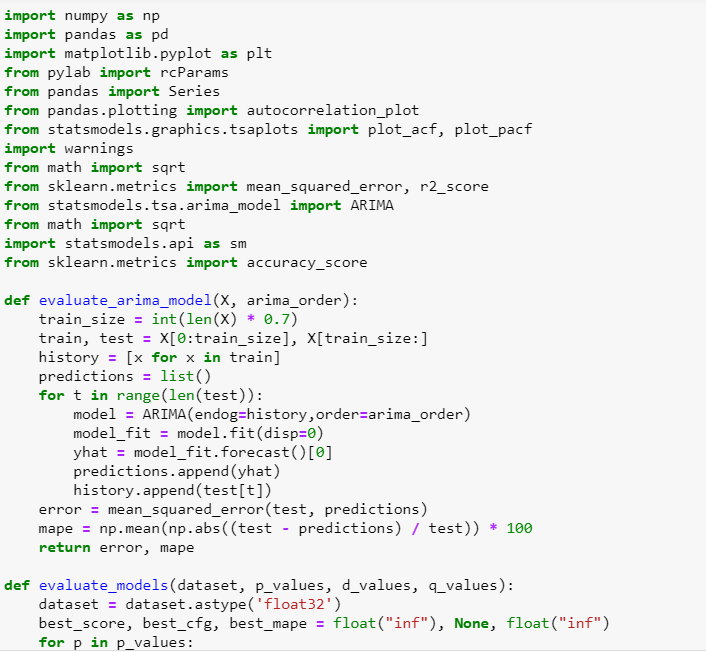 import numpy as np
import pandas as pd
import matplotlib.pyplot as plt
from pylab import rcParams
from pandas import Series
from pandas.plotting import autocorrelation_plot
from statsmodels.graphics.tsaplots import plot_acf, plot_pacf
import warnings
from math import sqrt
from sklearn.metrics import mean_squared_error, r2_score
from statsmodels.tsa.arima_model import ARIMA
from math import sqrt
import statsmodels.api as sm
from sklearn.metrics import accuracy_score

def evaluate_arima_model(X, arima_order):
    train_size = int(len(X) * 0.7)
    train, test = X[0:train_size], X[train_size:]
    history = [x for x in train]
    predictions = list()
    for t in range(len(test)):
        model = ARIMA(endog=history,order=arima_order)
        model_fit = model.fit(disp=0)
        yhat = model_fit.forecast()[0]
        predictions.append(yhat)
        history.append(test[t])
    error = mean_squared_error(test, predictions)
    mape = np.mean(np.abs((test - predictions) / test)) * 100
    return error, mape

def evaluate_models(dataset, p_values, d_values, q_values):
    dataset = dataset.astype('float32')
    best_score, best_cfg, best_mape = float("inf"), None, float("inf")
    for p in p_values: